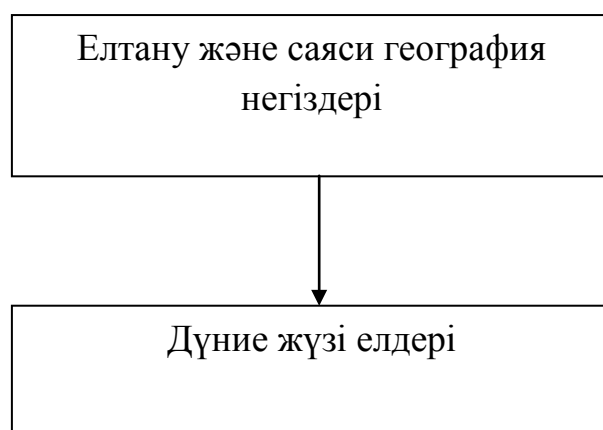 Елтану және саяси география
негіздері
Дүние жүзі елдері